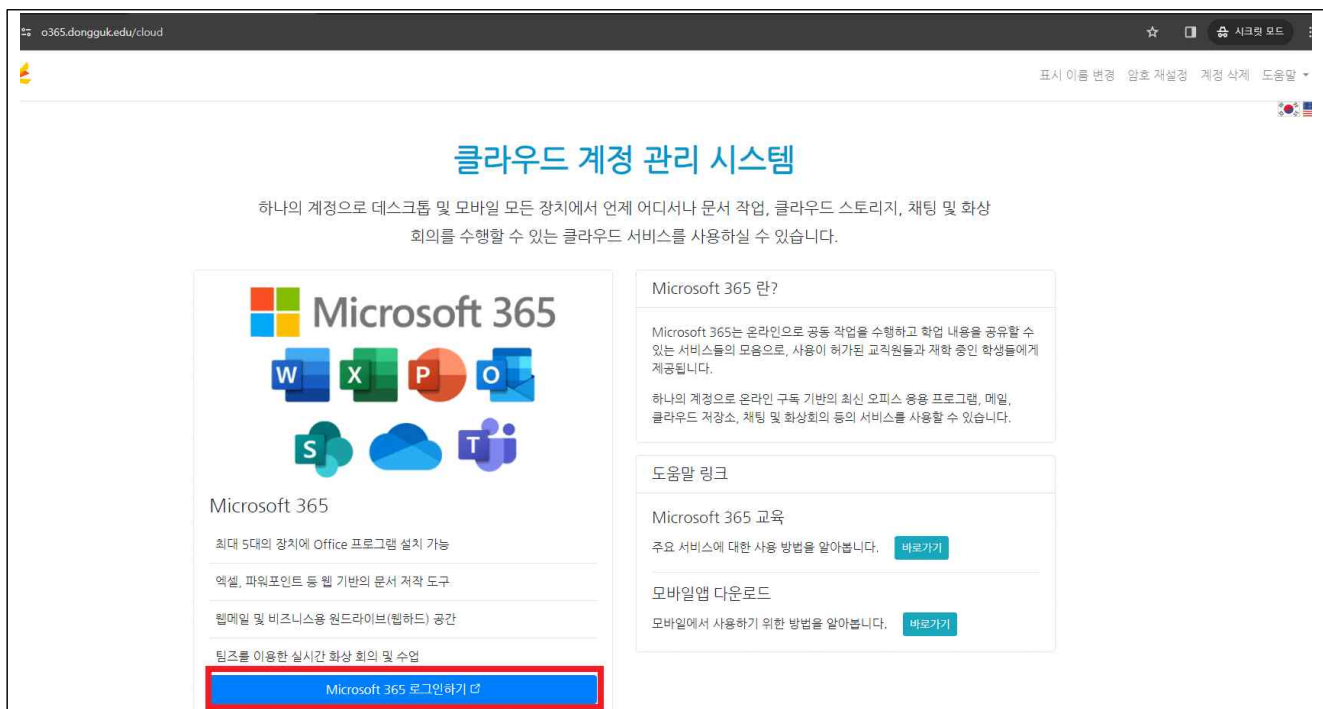 o365.dongguk.edu/cloud
시크릿 모드
표시 이름 변경 암호 재설정 계정 삭제 도움말
클라우드 계정 관리 시스템
하나의 계정으로 데스크톱 및 모바일 모든 장치에서 언제 어디서나 문서 작업, 클라우드 스토리지, 채팅 및 화상
회의를 수행할 수 있는 클라우드 서비스를 사용하실 수 있습니다.
Microsoft 365
W X P O
S T
Microsoft 365
최대 5대의 장치에 Office 프로그램 설치 가능
엑셀, 파워포인트 등 웹 기반의 문서 저작 도구
웹메일 및 비즈니스용 원드라이브(웹하드) 공간
팀즈를 이용한 실시간 화상 회의 및 수업
Microsoft 365 로그인하기
Microsoft 365 란?
Microsoft 365는 온라인으로 공동 작업을 수행하고 학업 내용을 공유할 수
있는 서비스들의 모음으로, 사용이 허가된 교직원들과 재학 중인 학생들에게
제공됩니다.
하나의 계정으로 온라인 구독 기반의 최신 오피스 응용 프로그램, 메일,
클라우드 저장소, 채팅 및 화상회의 등의 서비스를 사용할 수 있습니다.
도움말 링크
Microsoft 365 교육
주요 서비스에 대한 사용 방법을 알아봅니다. 바로가기
모바일앱 다운로드
모바일에서 사용하기 위한 방법을 알아봅니다. 바로가기